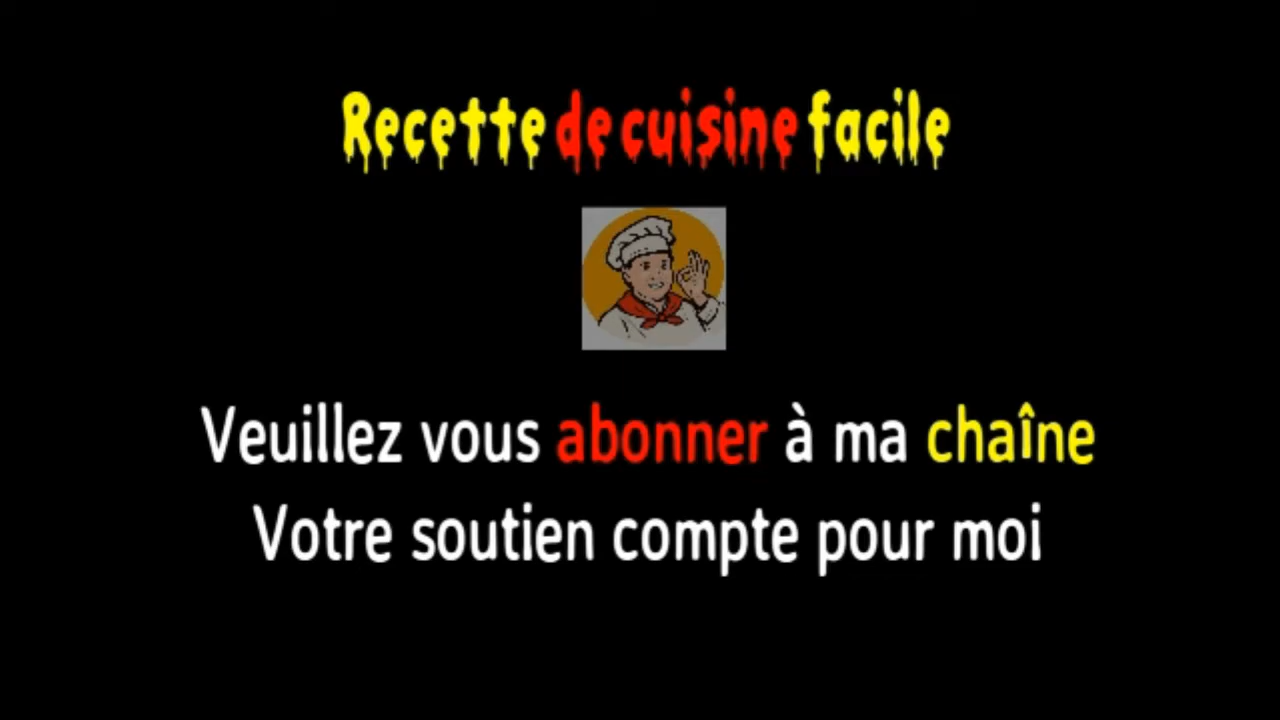 Recette de cuisine facile
Veuillez vous abonner à ma chaîne
Votre soutien compte pour moi